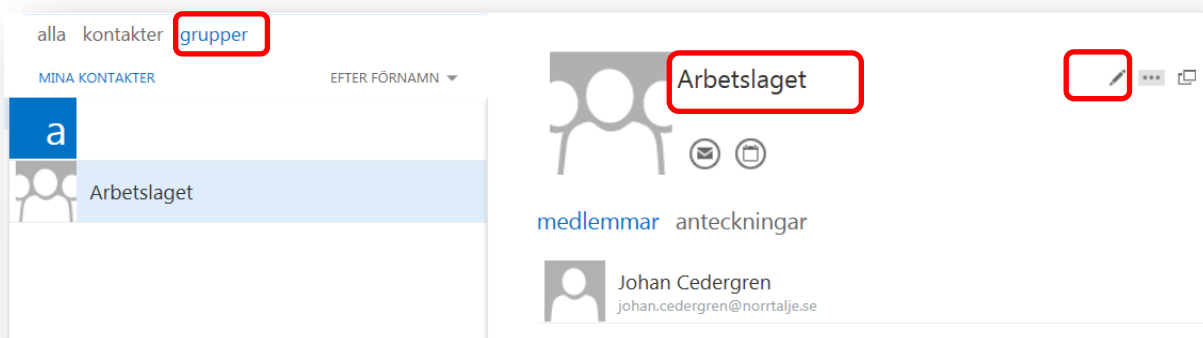 alla kontakter grupper
MINA KONTAKTER EFTER FÖRNAMN
a
Arbetslaget
Arbetslaget
medlemmar anteckningar
Johan Cedergren
johan.cedergren@norrtalje.se